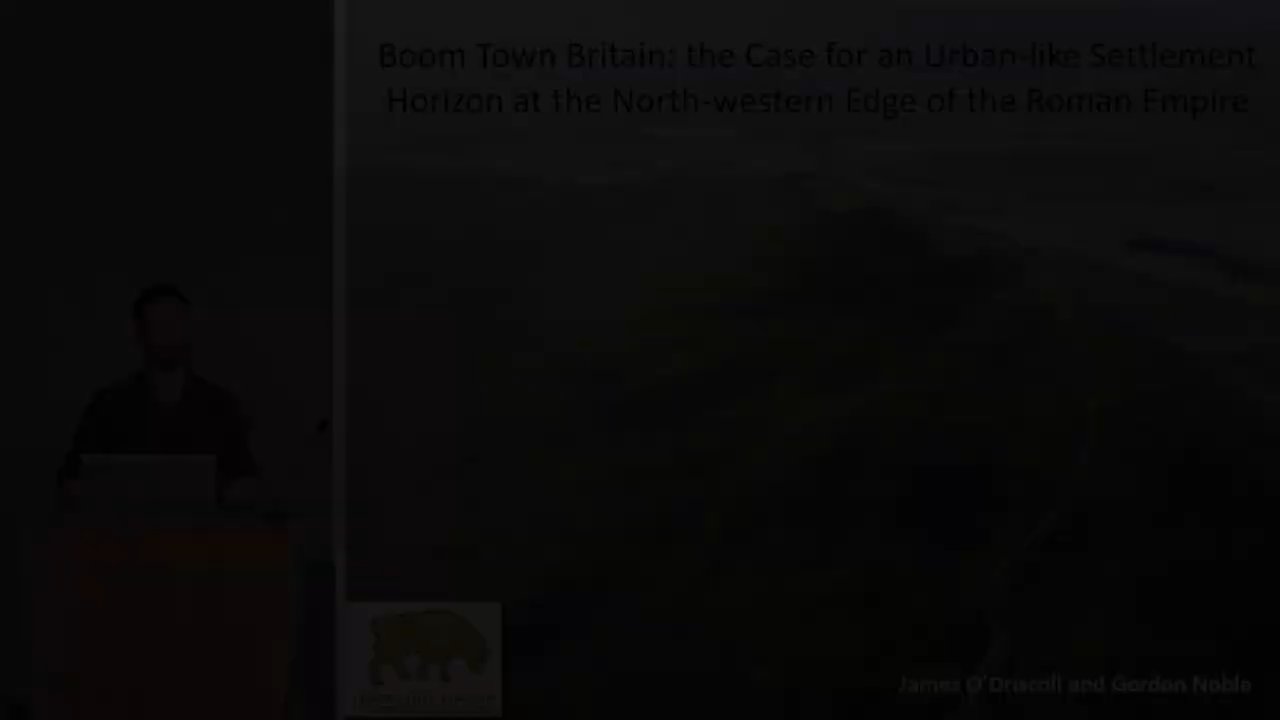 Boom Town Britain: the Case for an Urban-like Settlement
Horizon at the North-western Edge of the Roman Empire
James O'Driscoll and Gordon Noble